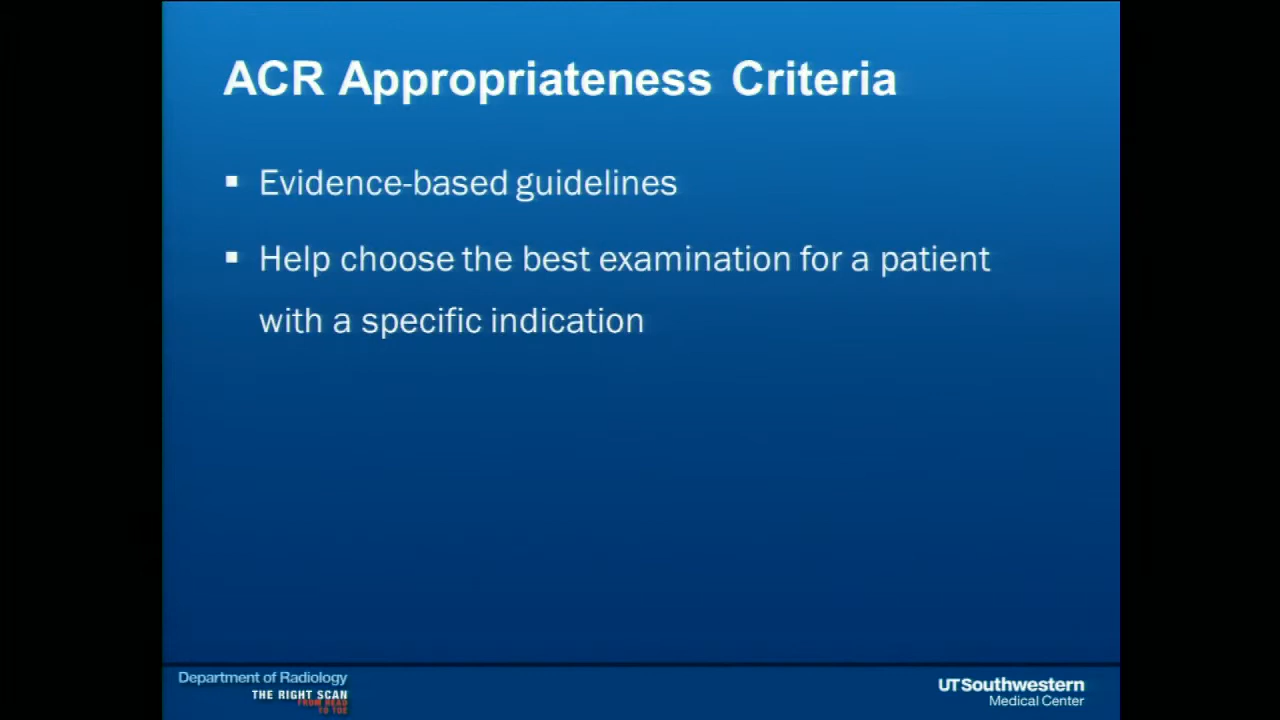 ACR Appropriateness Criteria
▪ Evidence-based guidelines
▪ Help choose the best examination for a patient
with a specific indication
Department of Radiology
THE RIGHT SCAN
FROM HEAD
TO TOE
UTSouthwestern
Medical Center